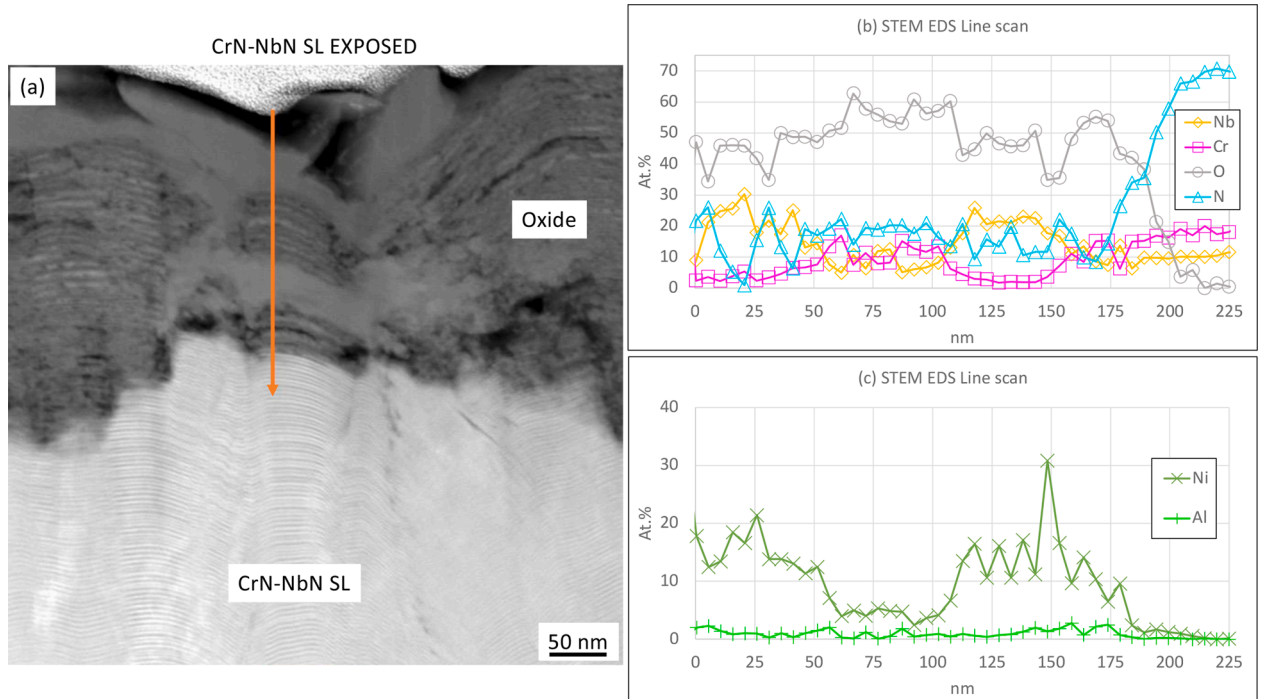 CrN-NbN SL EXPOSED
(a)
Oxide
CrN-NbN SL
50 nm
(b) STEM EDS Line scan
At.%
70
60
50
40
30
20
10
0
0 25 50 75 100 125 150 175 200 225
nm
Nb
Cr
O
N
(c) STEM EDS Line scan
At.%
40
30
20
10
0
0 25 50 75 100 125 150 175 200 225
nm
Ni
Al